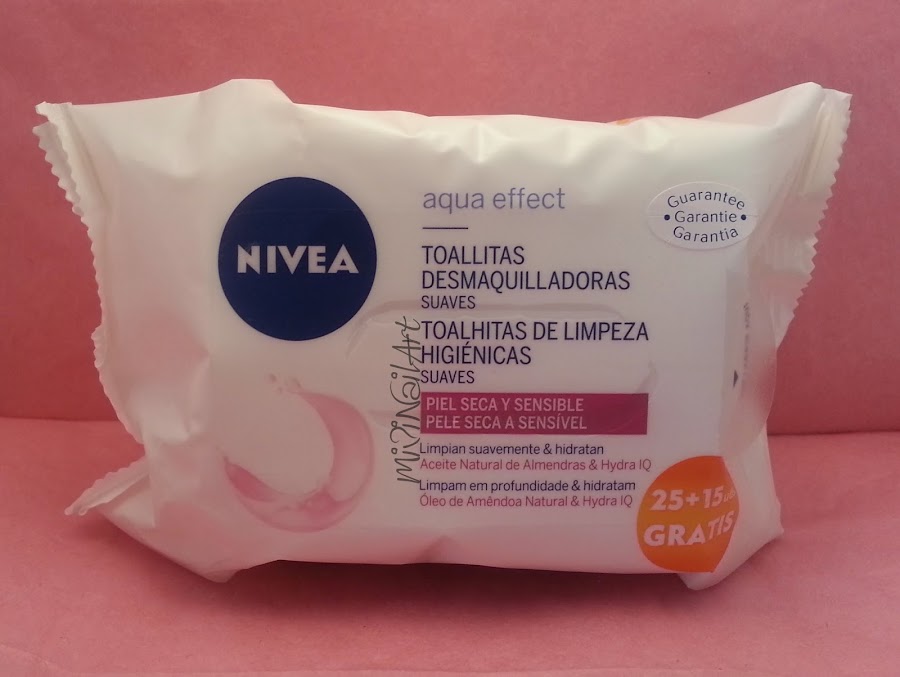 NIVEA
aqua effect
TOALLITAS
DESMAQUILLADORAS
SUAVES
TOALHITAS DE LIMPEZA
HIGIÉNICAS
SUAVES
PIEL SECA Y SENSIBLE
PELE SECA A SENSÍVEL
Limpian suavemente & hidratan
Aceite Natural de Almendras & Hydra IQ
Limpam em profundidade & hidratam
Óleo de Amêndoa Natural & Hydra IQ
Guarantee
• Garantie •
Garantia
25+15
GRATIS